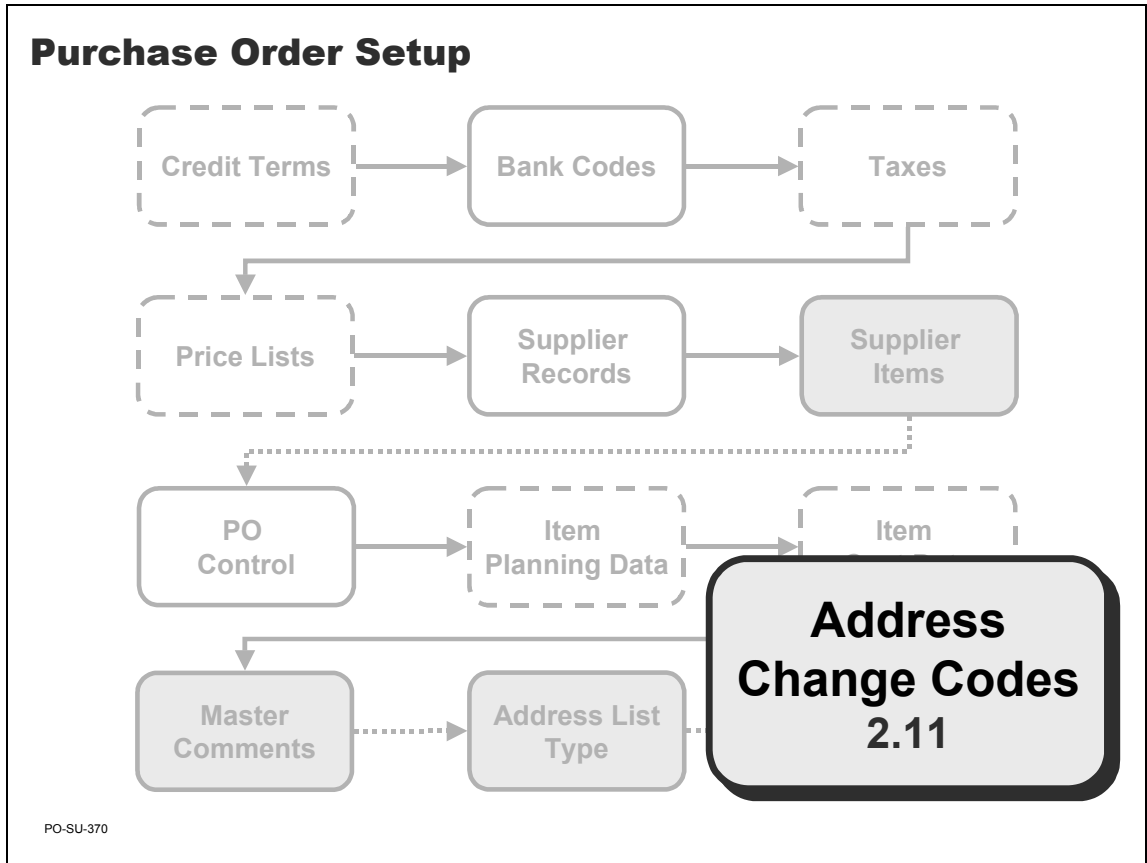 Purchase Order Setup
Credit Terms
Bank Codes
Taxes
Price Lists
Supplier
Records
Supplier
Items
PO
Control
Item
Planning Data
Item
Address
Change Codes
2.11
Master
Comments
Address List
Type
PO-SU-370